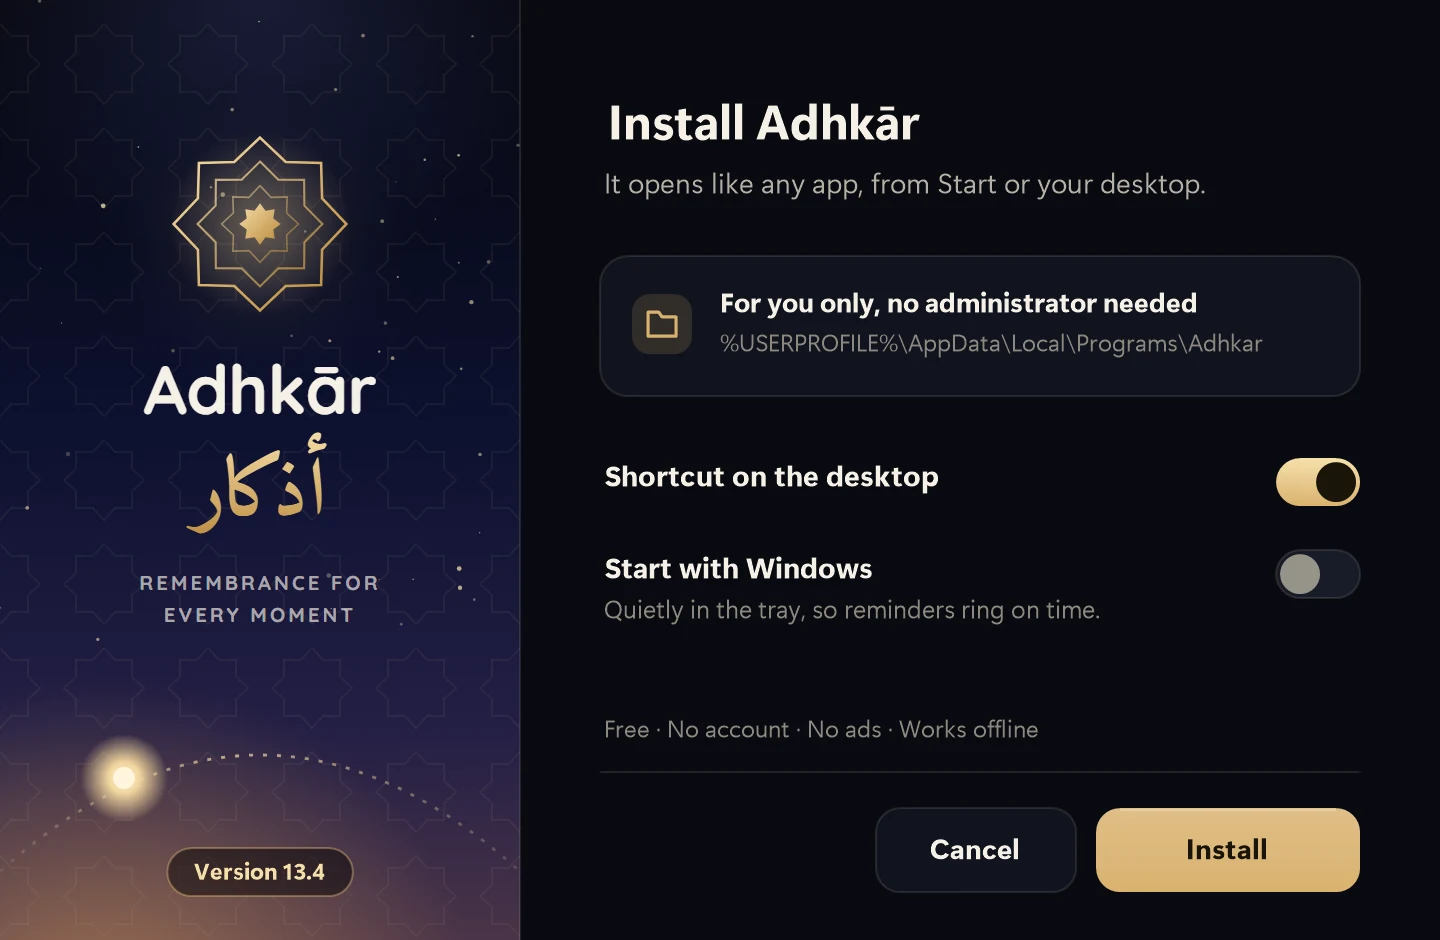 Adhkār
أذكار
REMEMBRANCE FOR
EVERY MOMENT
Version 13.4
Install Adhkār
It opens like any app, from Start or your desktop.
For you only, no administrator needed
%USERPROFILE%\AppData\Local\Programs\Adhkar
Shortcut on the desktop
Start with Windows
Quietly in the tray, so reminders ring on time.
Free · No account · No ads · Works offline
Cancel
Install